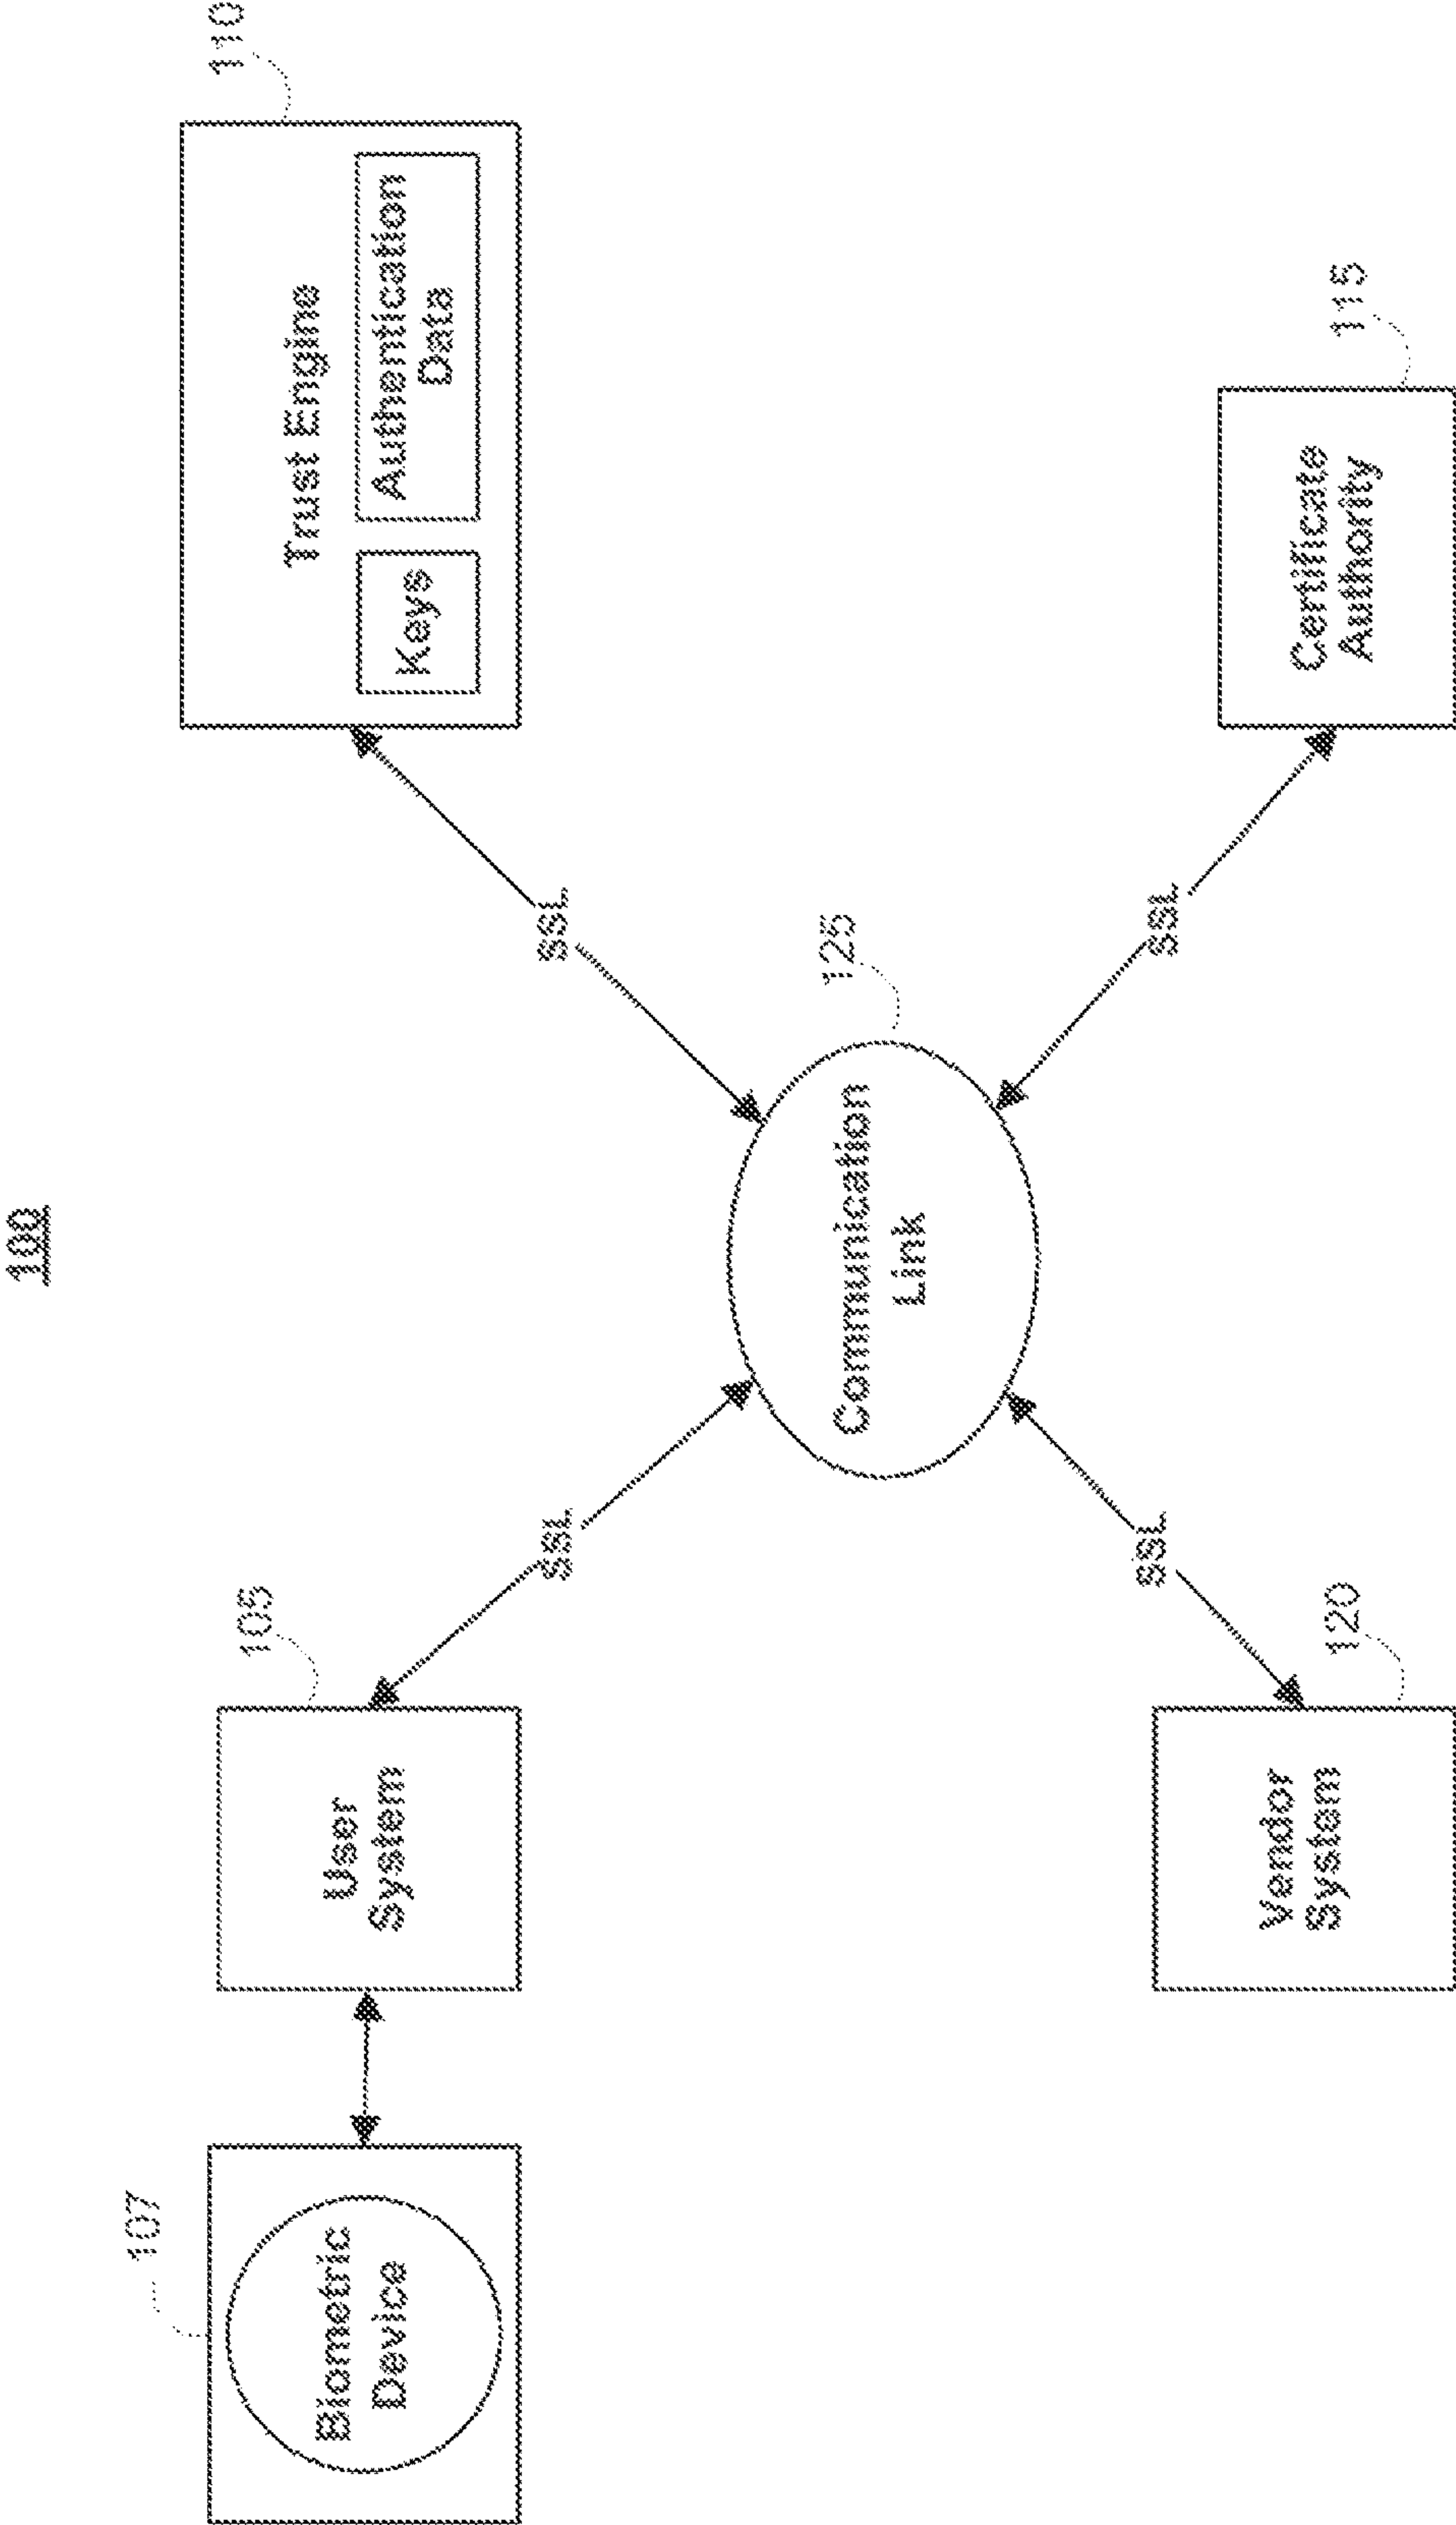 100
110
Trust Engine
Keys
Authentication
Data
105
User
System
107
Biometric
Device
SSL
SSL
125
Communication
Link
SSL
SSL
120
Vendor
System
115
Certificate
Authority